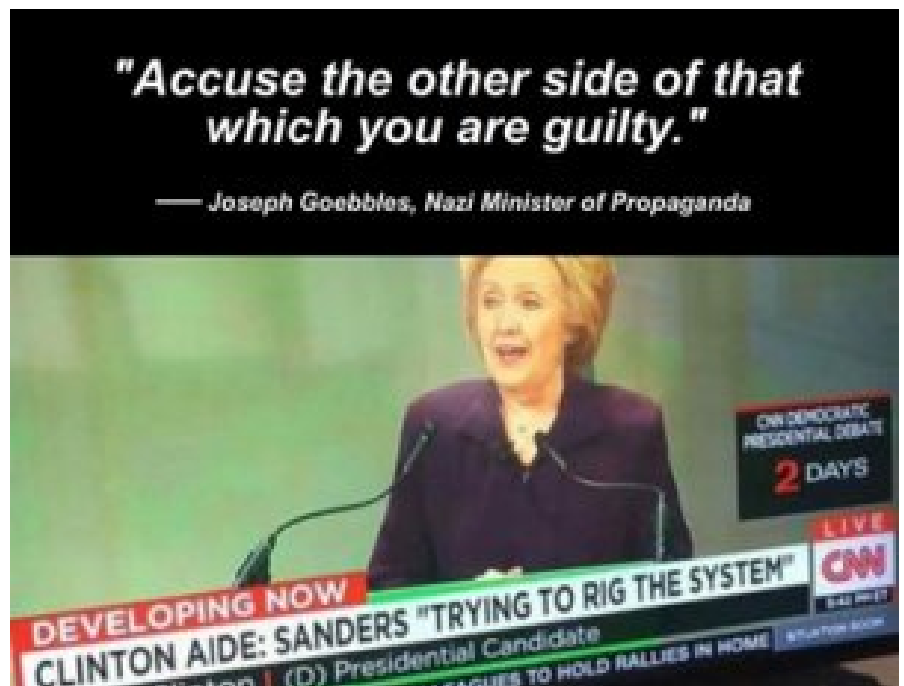 "Accuse the other side of that
which you are guilty."
— Joseph Goebbles, Nazi Minister of Propaganda
CNN DEMOCRATIC
PRESIDENTIAL DEBATE
2 DAYS
LIVE
CNN
DEVELOPING NOW
CLINTON AIDE: SANDERS "TRYING TO RIG THE SYSTEM"
(D) Presidential Candidate
TO HOLD RALLIES IN HOME
SITUATION ROOM